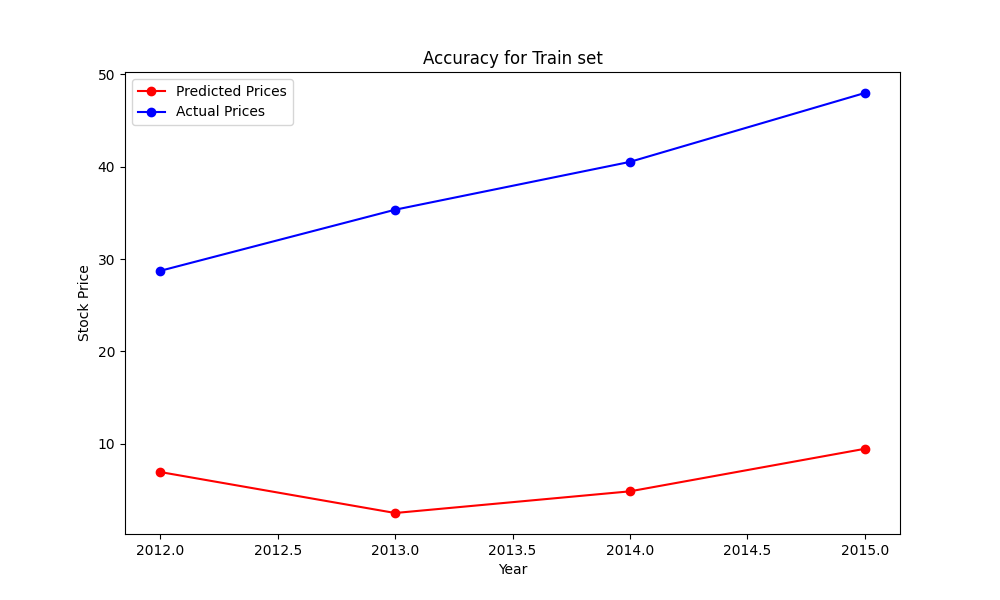 Accuracy for Train set
Predicted Prices
Actual Prices
50
40
30
20
10
Stock Price
2012.0 2012.5 2013.0 2013.5 2014.0 2014.5 2015.0
Year